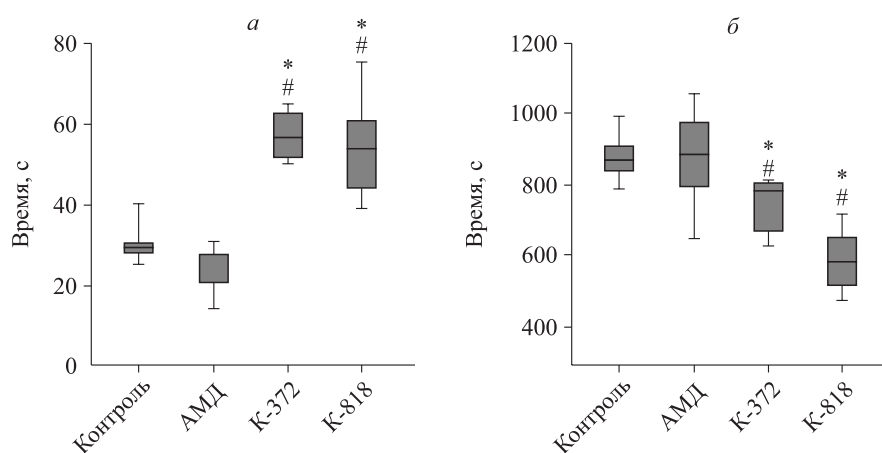 а
80
60
40
20
0
Время, с
*
#
*
#
Контроль
АМД
К-372
К-818
б
1200
1000
800
600
400
Время, с
*
#
*
#
Контроль
АМД
К-372
К-818